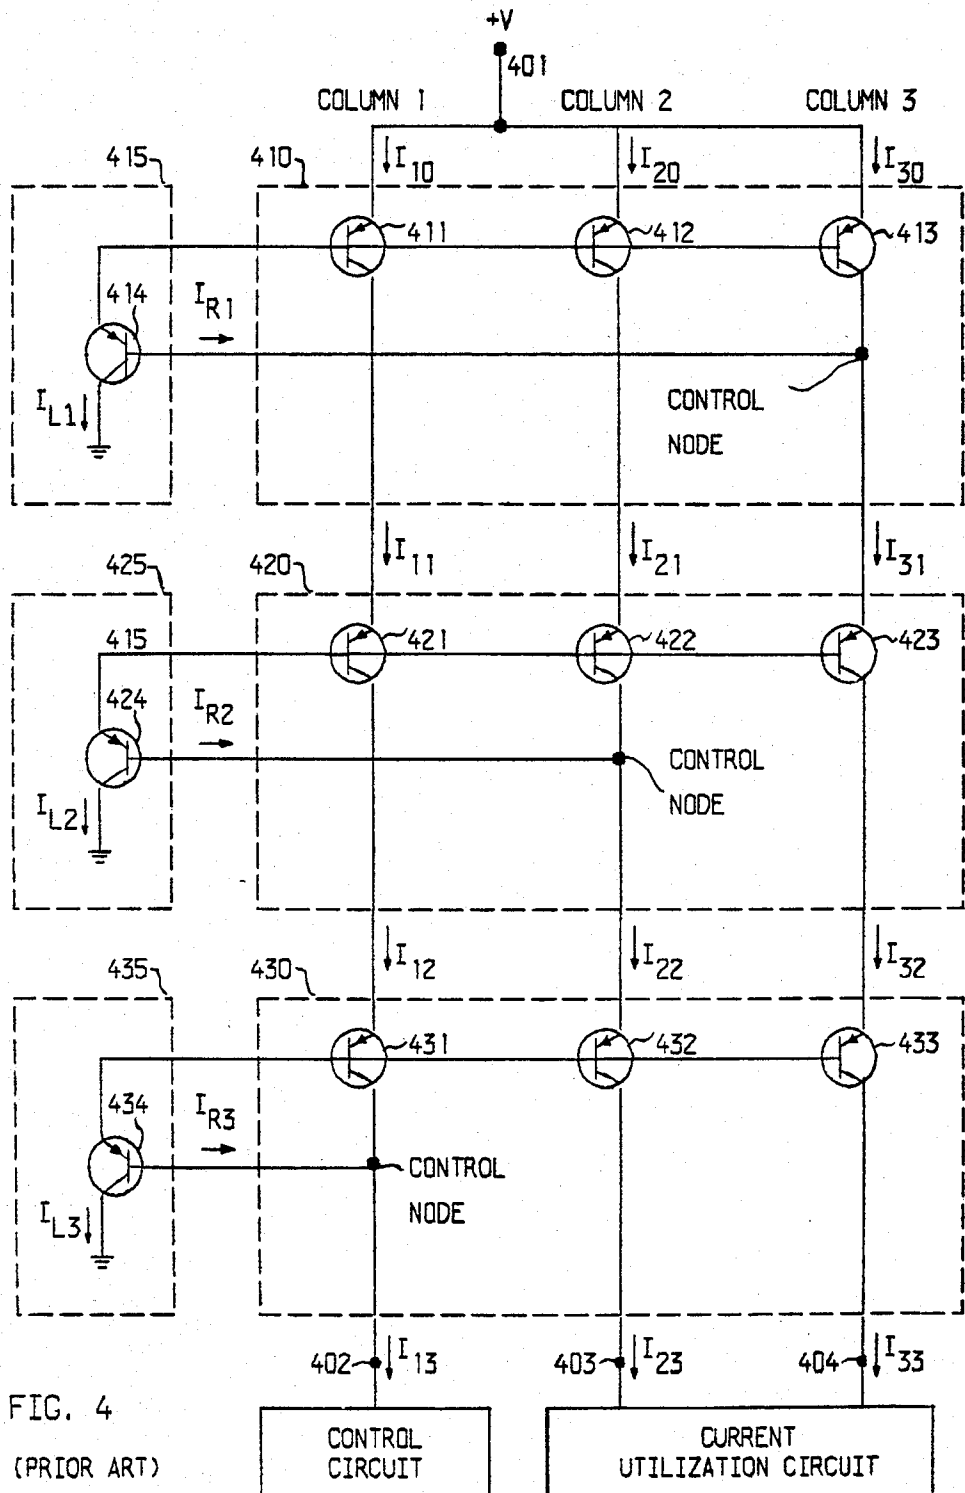 +V
401
COLUMN 1 COLUMN 2 COLUMN 3
I10 I20 I30
415 410
411 412 413
414
IR1
IL1
CONTROL
NODE
I11 I21 I31
425 420
415
421 422 423
424
IR2
IL2
CONTROL
NODE
I12 I22 I32
435 430
431 432 433
434
IR3
IL3
CONTROL
NODE
402 I13 403 I23 404 I33
FIG. 4
(PRIOR ART)
CONTROL
CIRCUIT
CURRENT
UTILIZATION CIRCUIT